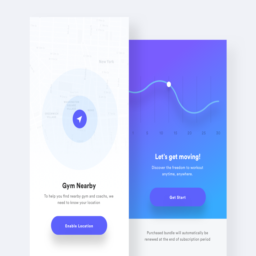 Gym Nearby
To help you find nearby gym and nearby, we
need to know your location
Enable Location
Let's get moving!
Discover the freedom to workout
anytime, anywhere.
Get Start
Purchased bundle will automatically be
renewed at the end of subscription period.